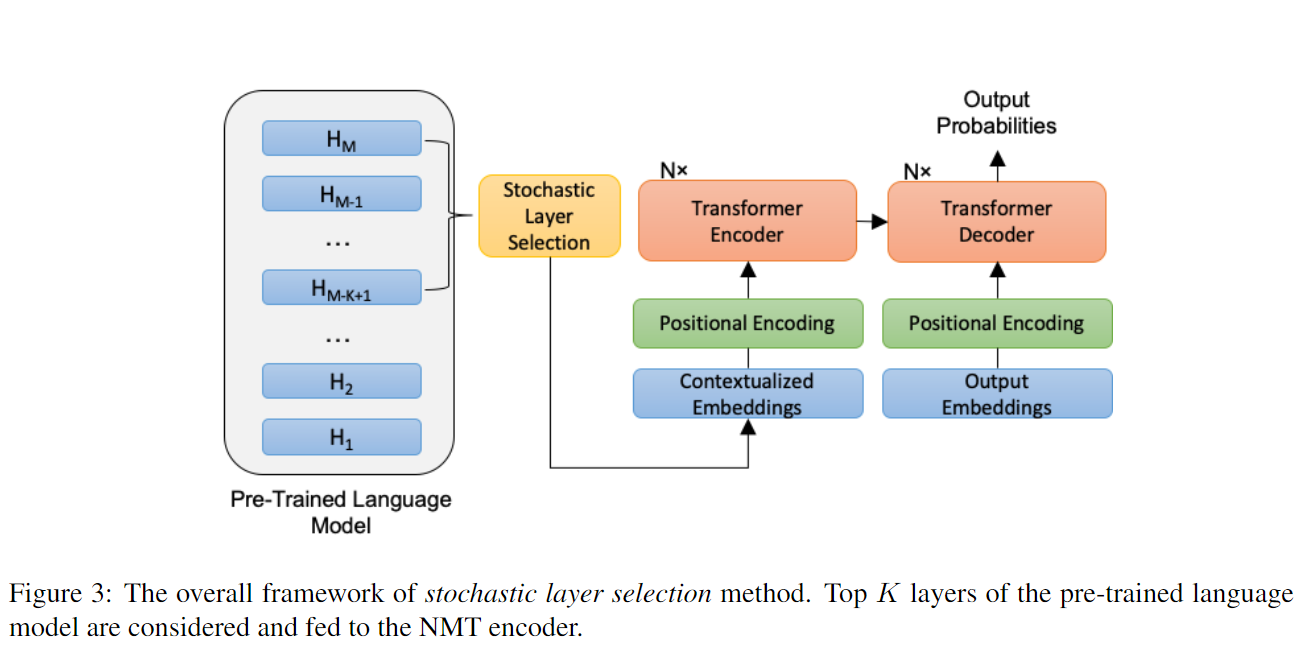 H_M
H_M-1
...
H_M-K+1
...
H_2
H_1
Pre-Trained Language
Model
Stochastic
Layer
Selection
N×
Transformer
Encoder
Positional Encoding
Contextualized
Embeddings
Output
Probabilities
N×
Transformer
Decoder
Positional Encoding
Output
Embeddings
Figure 3: The overall framework of stochastic layer selection method. Top K layers of the pre-trained language
model are considered and fed to the NMT encoder.